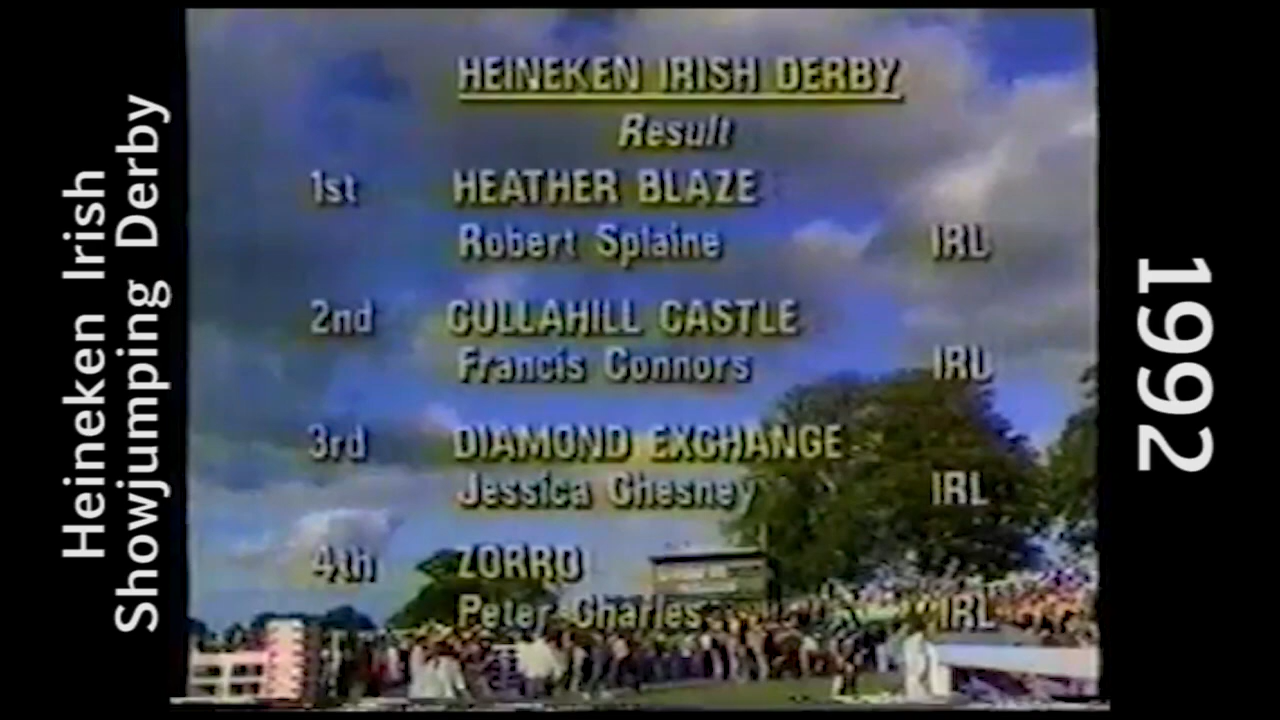 Heineken Irish
Showjumping Derby
HEINEKEN IRISH DERBY
Result
1st HEATHER BLAZE
Robert Splaine IRL
2nd CULLAHILL CASTLE
Francis Connors IRL
3rd DIAMOND EXCHANGE
Jessica Chesney IRL
4th ZORRO
Peter Charles IRL
1992